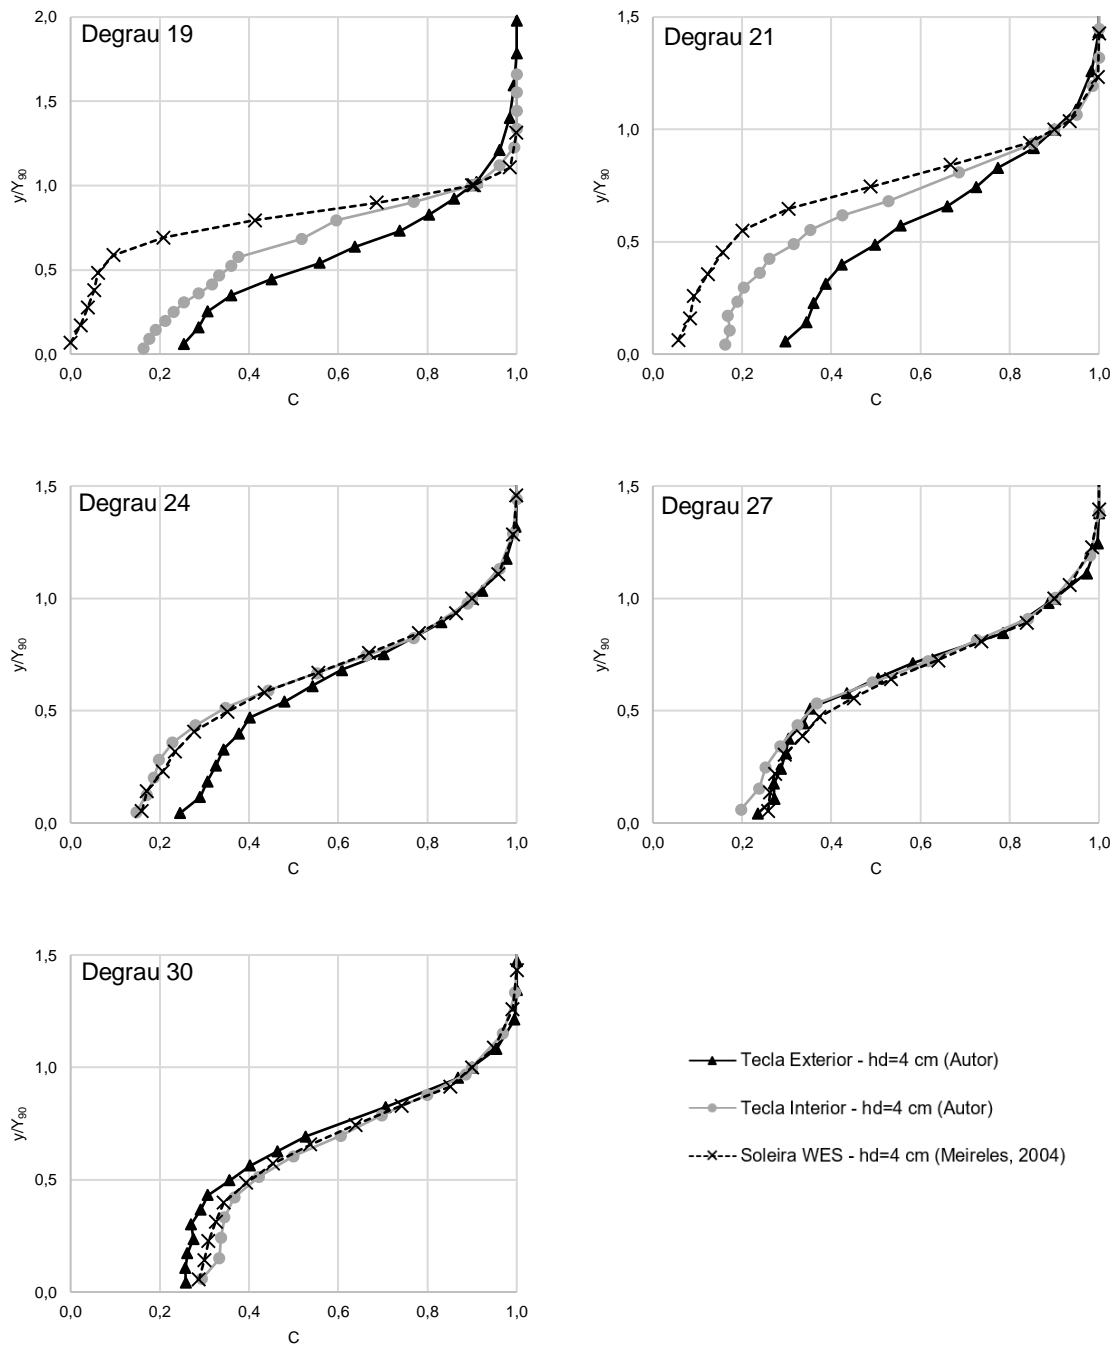 Degrau 19
2,0
1,5
1,0
0,5
0,0
y/Y90
0,0 0,2 0,4 0,6 0,8 1,0
C
Degrau 21
1,5
1,0
0,5
0,0
y/Y90
0,0 0,2 0,4 0,6 0,8 1,0
C
Degrau 24
1,5
1,0
0,5
0,0
y/Y90
0,0 0,2 0,4 0,6 0,8 1,0
C
Degrau 27
1,5
1,0
0,5
0,0
y/Y90
0,0 0,2 0,4 0,6 0,8 1,0
C
Degrau 30
1,5
1,0
0,5
0,0
y/Y90
0,0 0,2 0,4 0,6 0,8 1,0
C
Tecla Exterior - hd=4 cm (Autor)
Tecla Interior - hd=4 cm (Autor)
Soleira WES - hd=4 cm (Meireles, 2004)